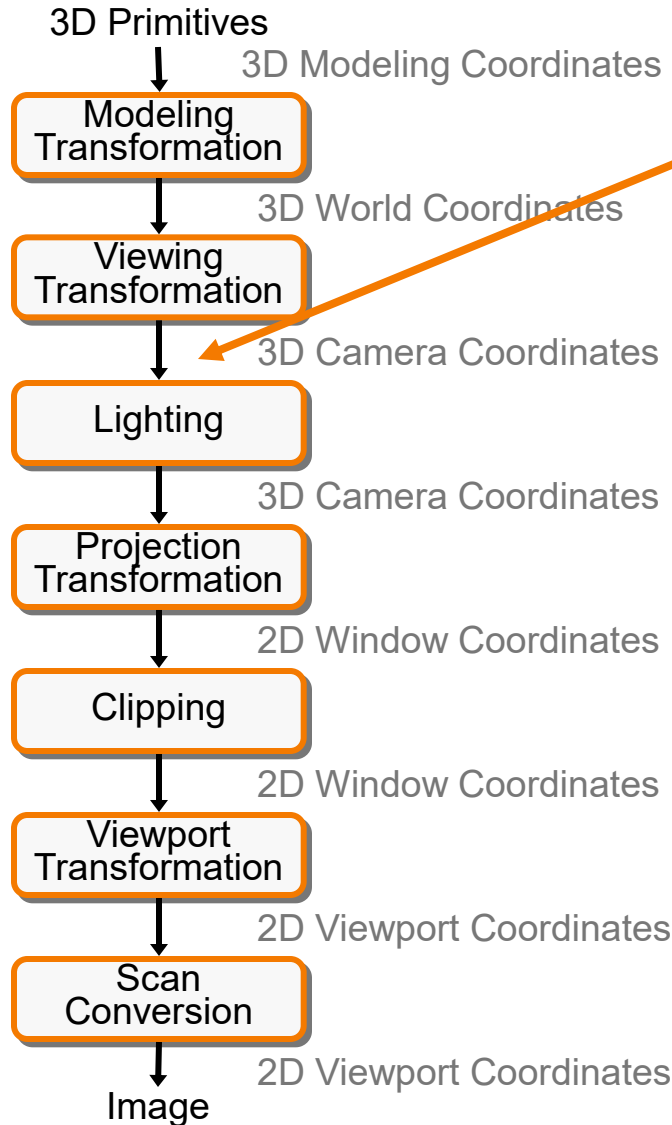 3D Primitives
3D Modeling Coordinates
Modeling
Transformation
3D World Coordinates
Viewing
Transformation
3D Camera Coordinates
Lighting
3D Camera Coordinates
Projection
Transformation
2D Window Coordinates
Clipping
2D Window Coordinates
Viewport
Transformation
2D Viewport Coordinates
Scan
Conversion
2D Viewport Coordinates
Image